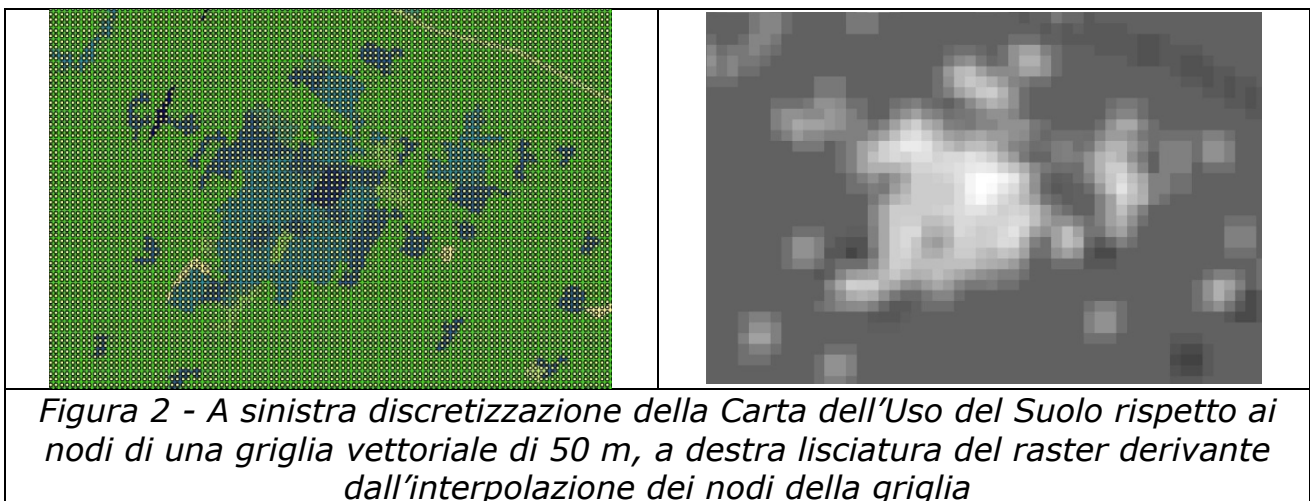 Figura 2 - A sinistra discretizzazione della Carta dell’Uso del Suolo rispetto ai
nodi di una griglia vettoriale di 50 m, a destra lisciatura del raster derivante
dall’interpolazione dei nodi della griglia